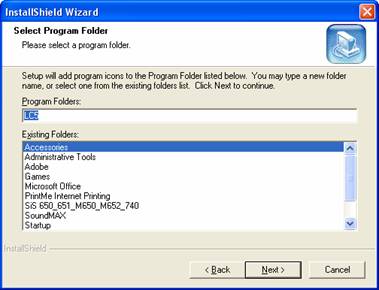 InstallShield Wizard
Select Program Folder
Please select a program folder.
Setup will add program icons to the Program Folder listed below. You may type a new folder
name, or select one from the existing folders list. Click Next to continue.
Program Folders:
LC5
Existing Folders:
Accessories
Administrative Tools
Adobe
Games
Microsoft Office
PrintMe Internet Printing
SiS 650_651_M650_M652_740
SoundMAX
Startup
InstallShield
< Back
Next >
Cancel